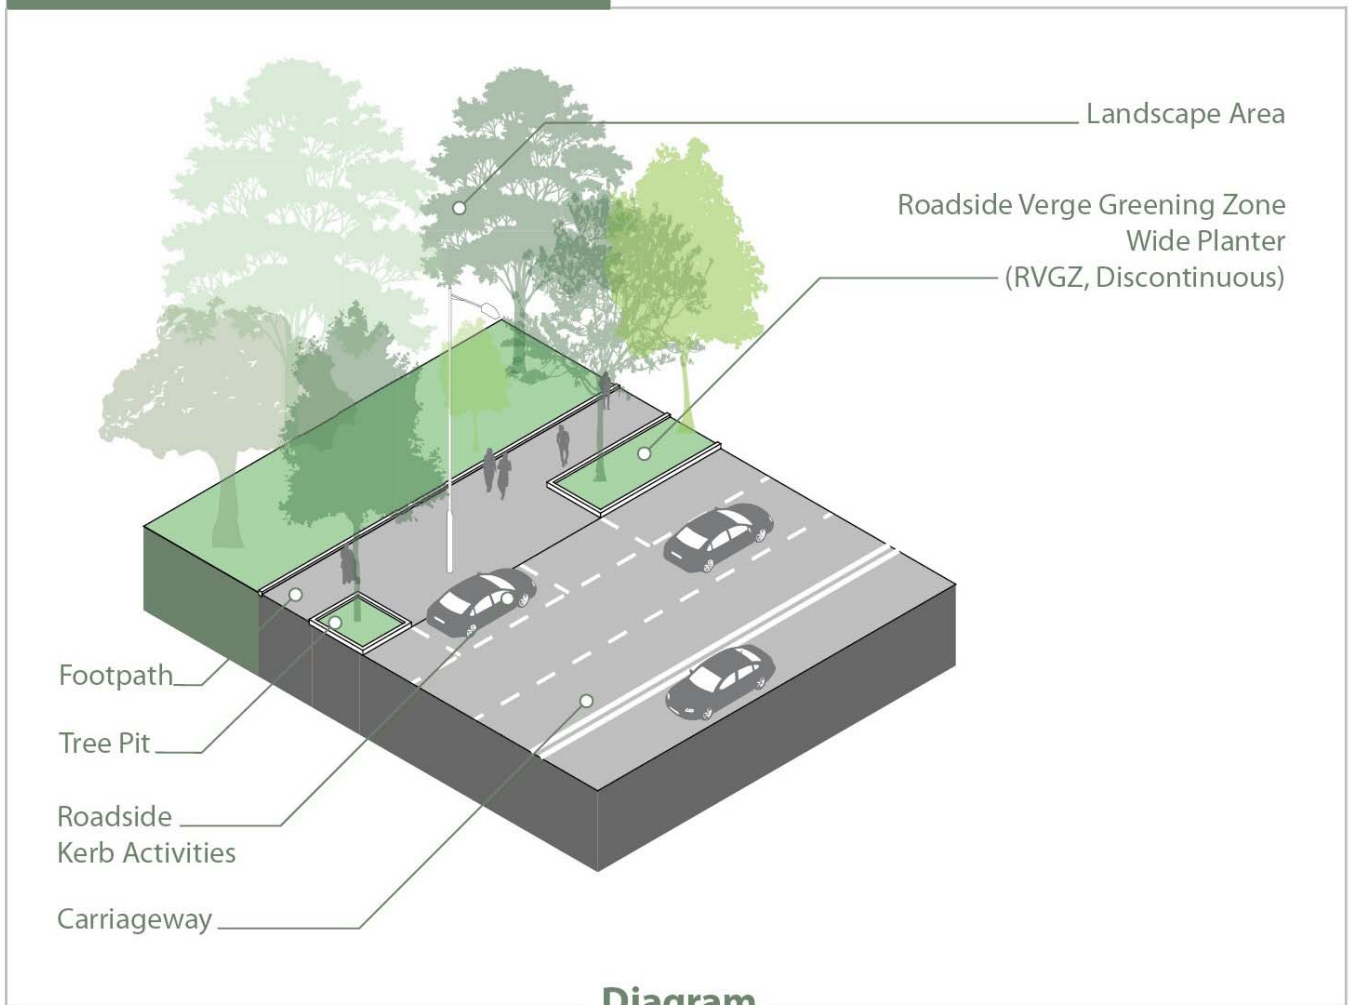 Landscape Area
Roadside Verge Greening Zone
Wide Planter
(RVGZ, Discontinuous)
Footpath
Tree Pit
Roadside
Kerb Activities
Carriageway
Diagram